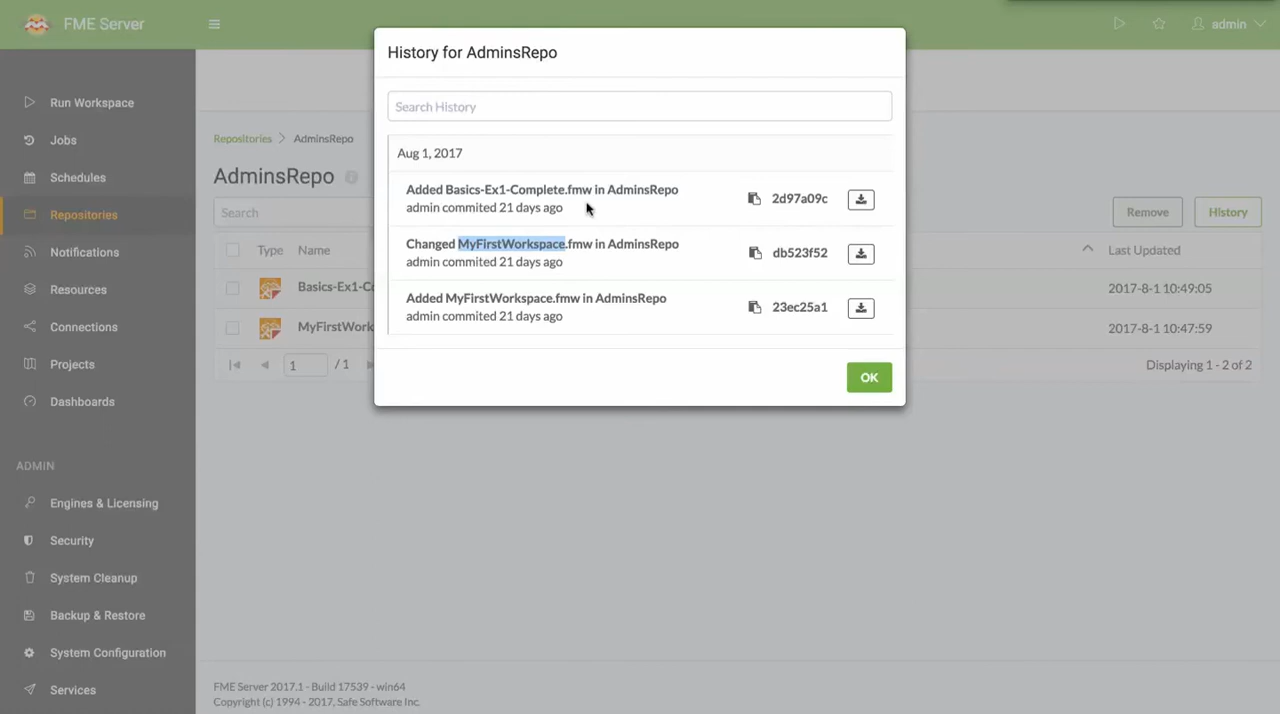 FME Server
admin
Run Workspace
Jobs
Schedules
Repositories
Notifications
Resources
Connections
Projects
Dashboards
ADMIN
Engines & Licensing
Security
System Cleanup
Backup & Restore
System Configuration
Services
Repositories AdminsRepo
AdminsRepo
Search
Remove
History
Type Name Last Updated
Basics-Ex1-C 2017-8-1 10:49:05
MyFirstWork 2017-8-1 10:47:59
1 / 1
Displaying 1 - 2 of 2
History for AdminsRepo
Search History
Aug 1, 2017
Added Basics-Ex1-Complete.fmw in AdminsRepo
admin commited 21 days ago
2d97a09c
Changed MyFirstWorkspace.fmw in AdminsRepo
admin commited 21 days ago
db523f52
Added MyFirstWorkspace.fmw in AdminsRepo
admin commited 21 days ago
23ec25a1
OK
FME Server 2017.1 - Build 17539 - win64
Copyright (c) 1994 - 2017, Safe Software Inc.